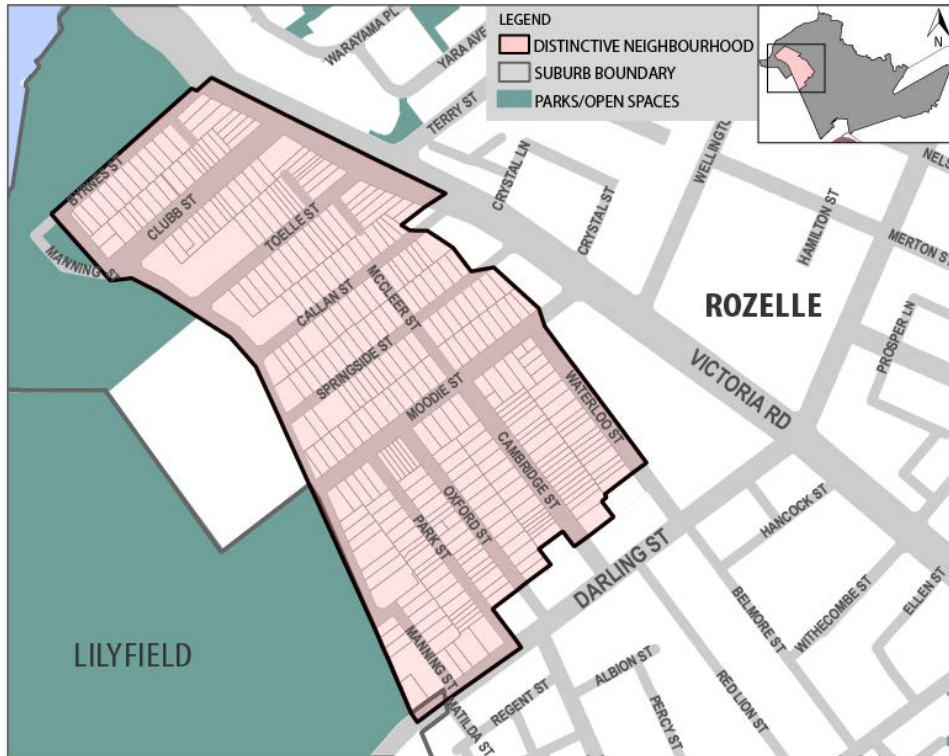 LEGEND
DISTINCTIVE NEIGHBOURHOOD
SUBURB BOUNDARY
PARKS/OPEN SPACES
N
WARAYAMA PL
YARA AVE
TERRY ST
CRYSTAL LN
CRYSTAL ST
WELLINGTON
HAMILTON ST
NELS
MERTON ST
PROSPER LN
ROZELLE
VICTORIA RD
BYRNES ST
CLUBB ST
TOELLE ST
MANNING ST
CALLAN ST
MCCLEER ST
SPRINGSIDE ST
MOODIE ST
WATERLOO ST
CAMBRIDGE ST
OXFORD ST
PARK ST
MANNING ST
DARLING ST
HANCOCK ST
BELMORE ST
WITHECOMBE ST
ELLEN ST
LILYFIELD
MATILDA ST
REGENT ST
ALBION ST
PERCY ST
RED LION ST